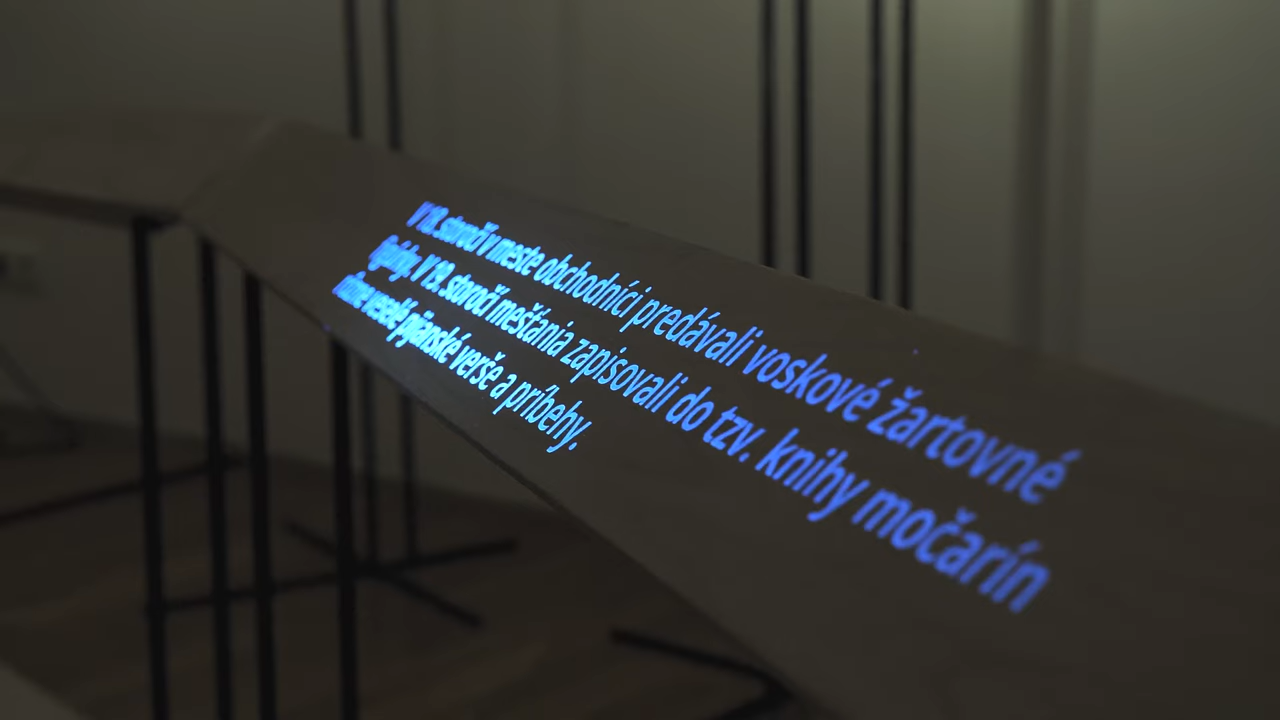 V 18. storočí v meste obchodníci predávali voskové žartovné
figúrky. V 19. storočí mešťania zapisovali do tzv. knihy močarín
rôzne veselé pijanské verše a príbehy.